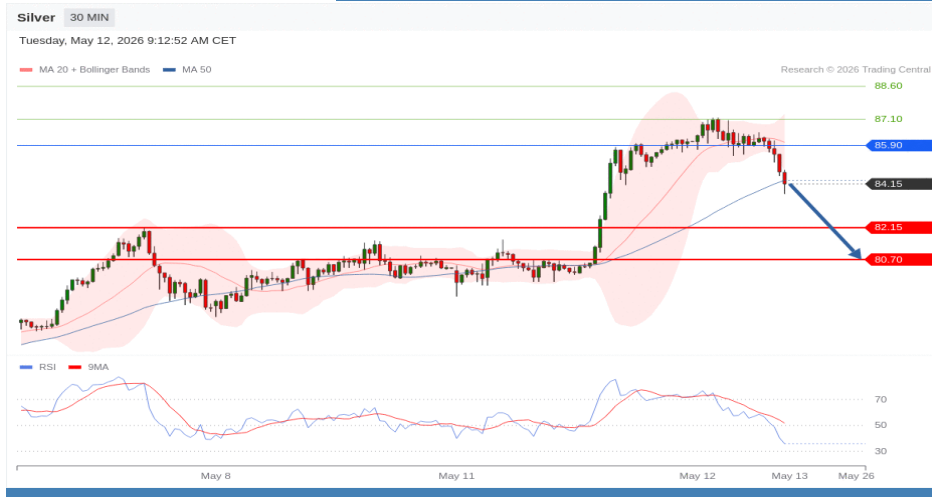 Silver 30 MIN
Tuesday, May 12, 2026 9:12:52 AM CET
MA 20 + Bollinger Bands MA 50
Research © 2026 Trading Central
88.60
87.10
85.90
84.15
82.15
80.70
RSI 9MA
70
50
30
May 8 May 11 May 12 May 13 May 26